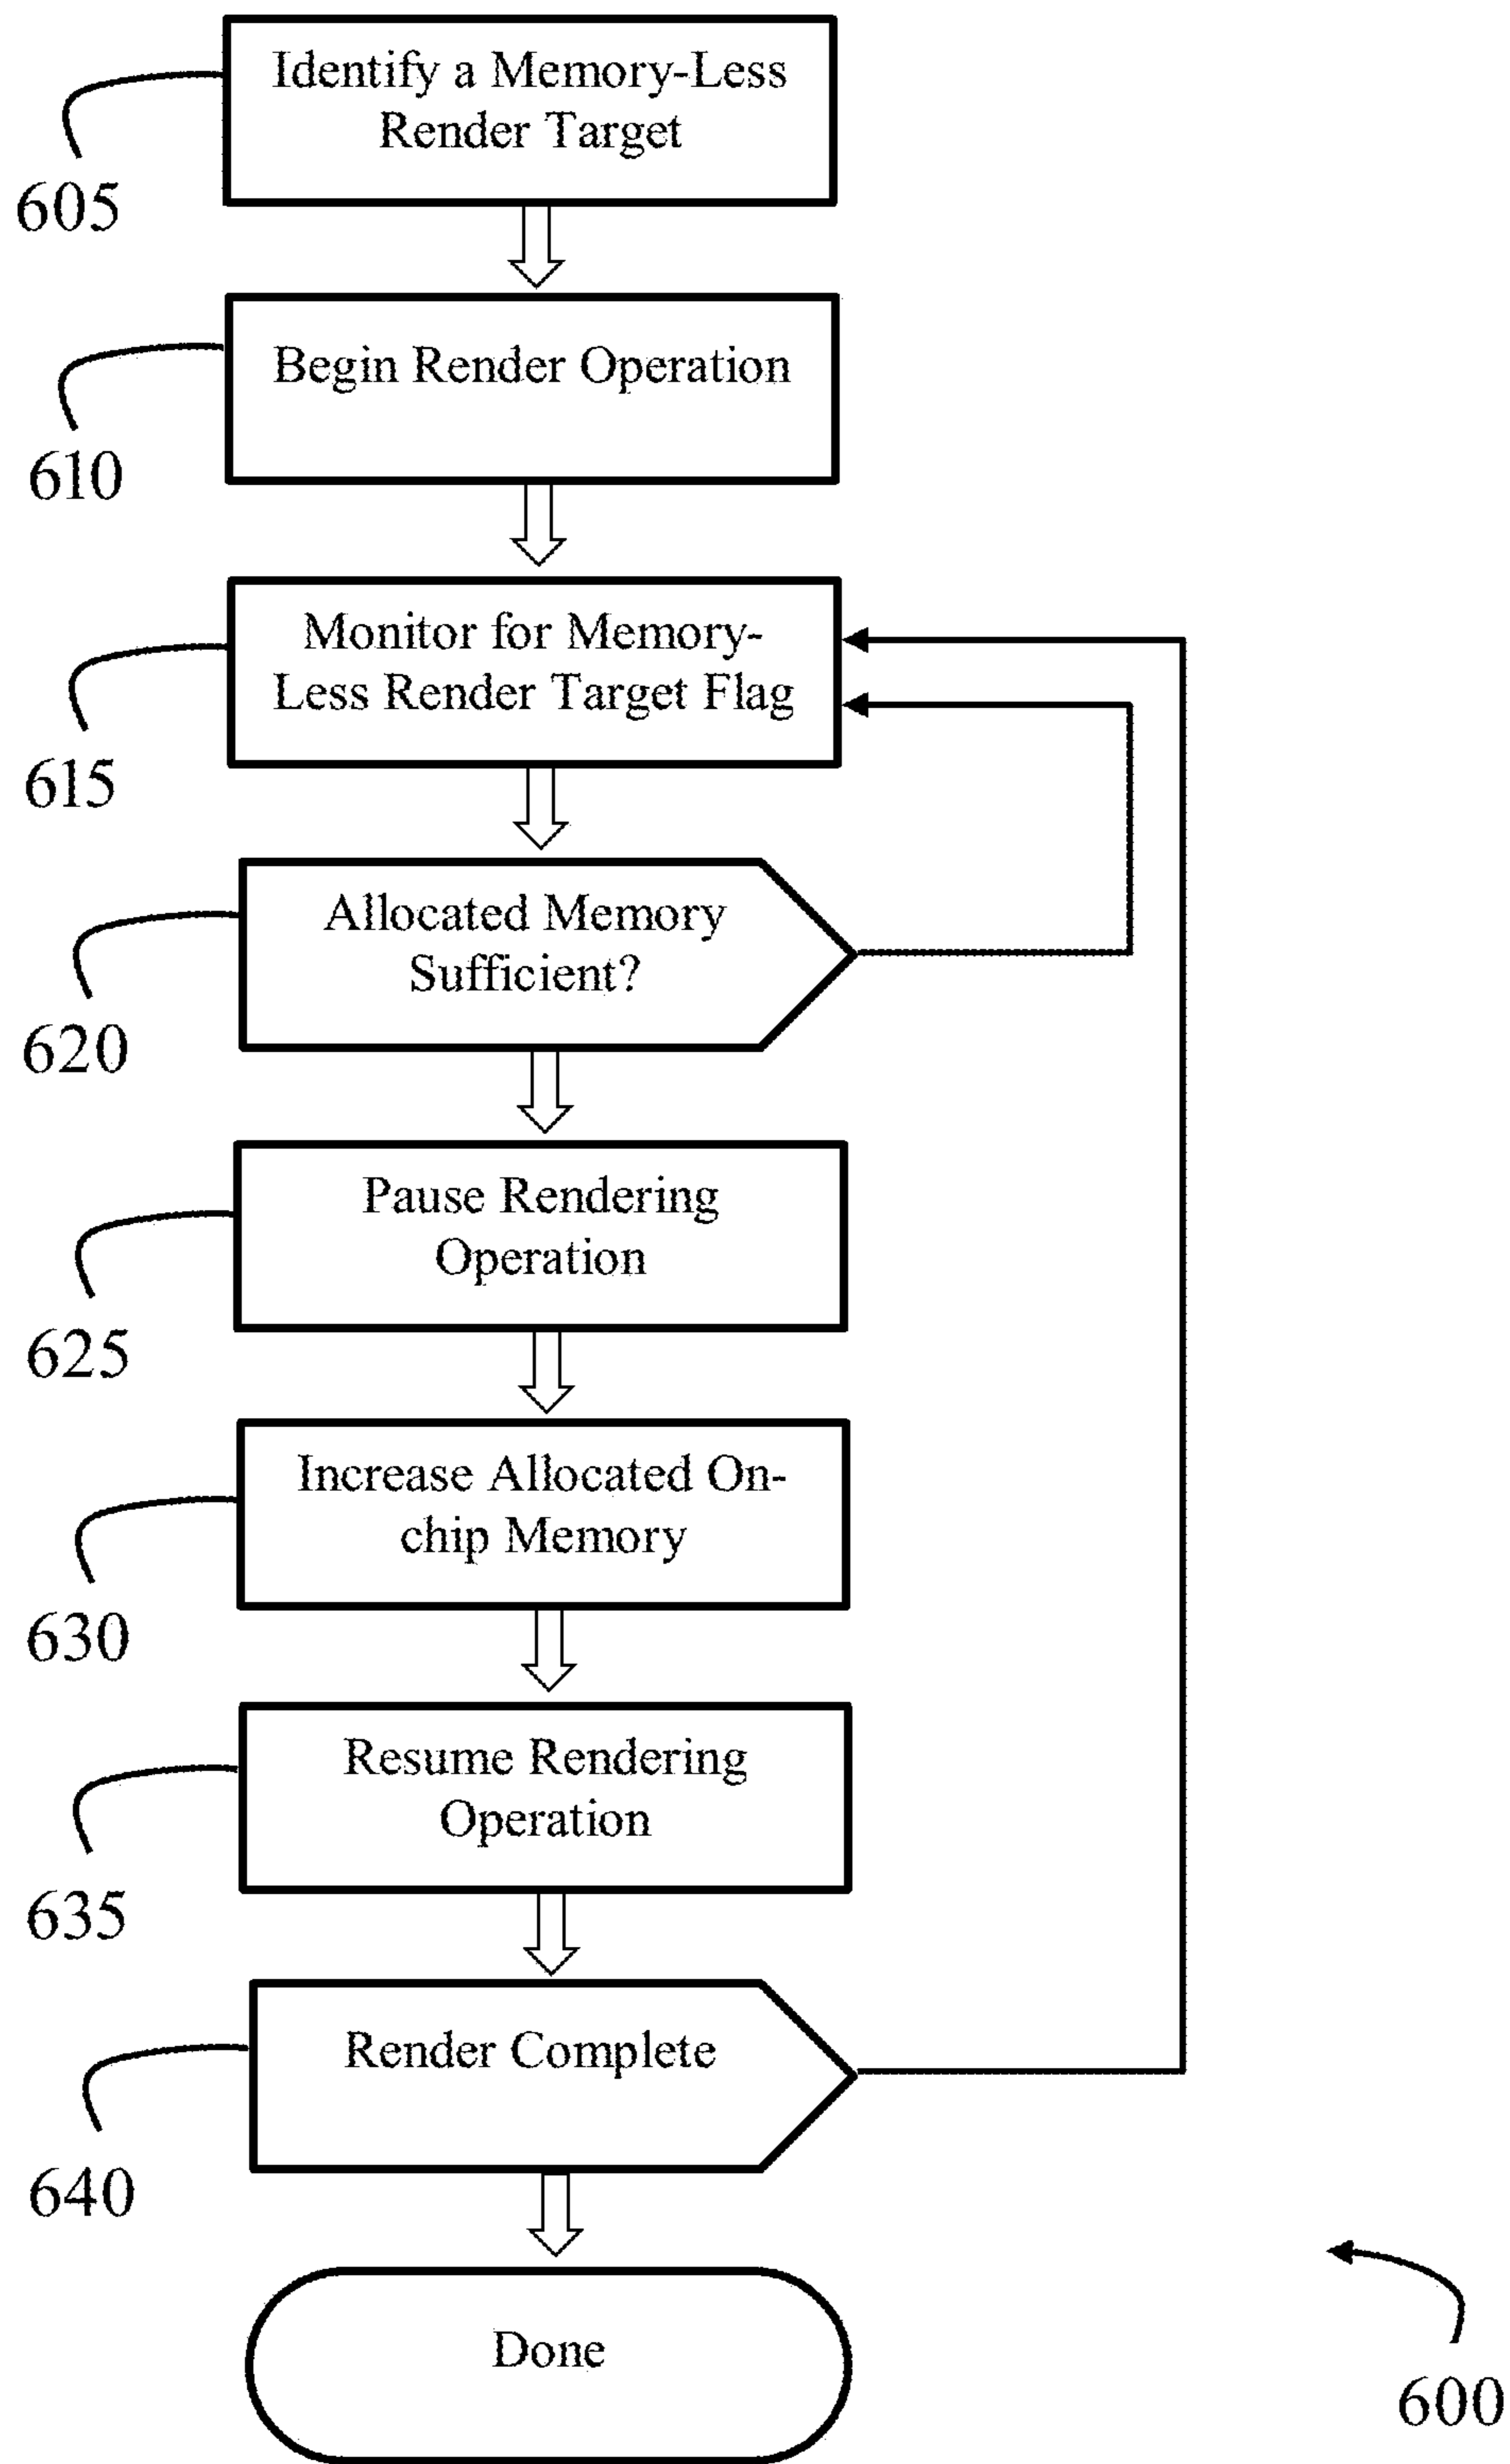 Identify a Memory-Less
Render Target
605
Begin Render Operation
610
Monitor for Memory-
Less Render Target Flag
615
Allocated Memory
Sufficient?
620
Pause Rendering
Operation
625
Increase Allocated On-
chip Memory
630
Resume Rendering
Operation
635
Render Complete
640
Done
600